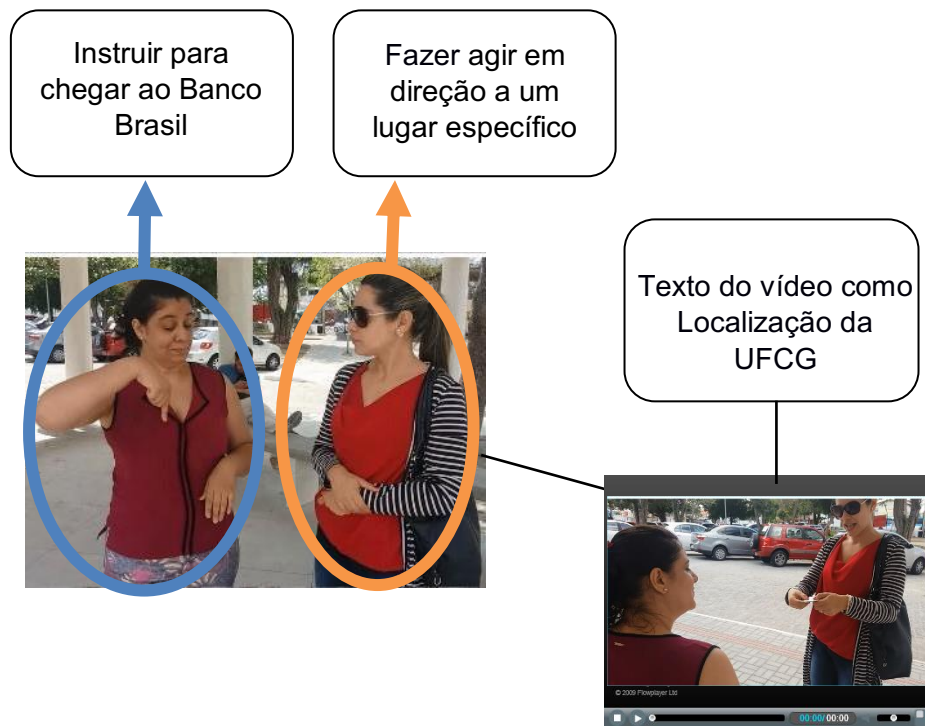 Instruir para
chegar ao Banco
Brasil
Fazer agir em
direção a um
lugar específico
Texto do vídeo como
Localização da
UFCG
© 2009 Flowplayer Ltd
00:00/00:00